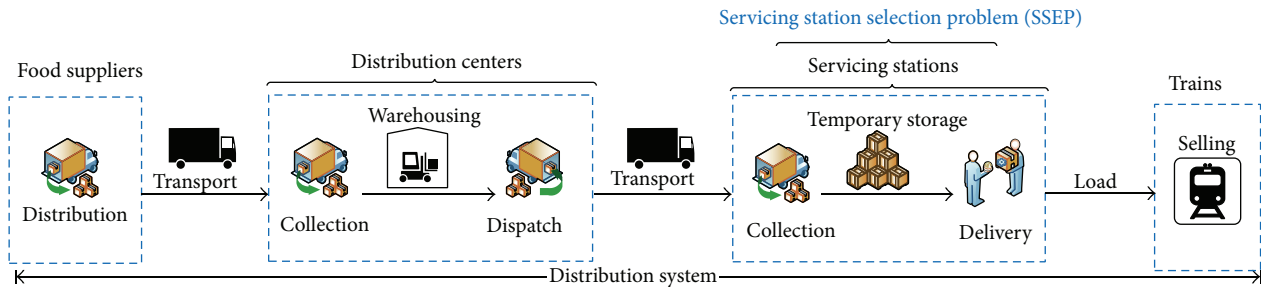 Servicing station selection problem (SSEP)
Food suppliers
Distribution centers
Servicing stations
Trains
Distribution
Transport
Warehousing
Collection
Dispatch
Transport
Temporary storage
Collection
Delivery
Load
Selling
Distribution system